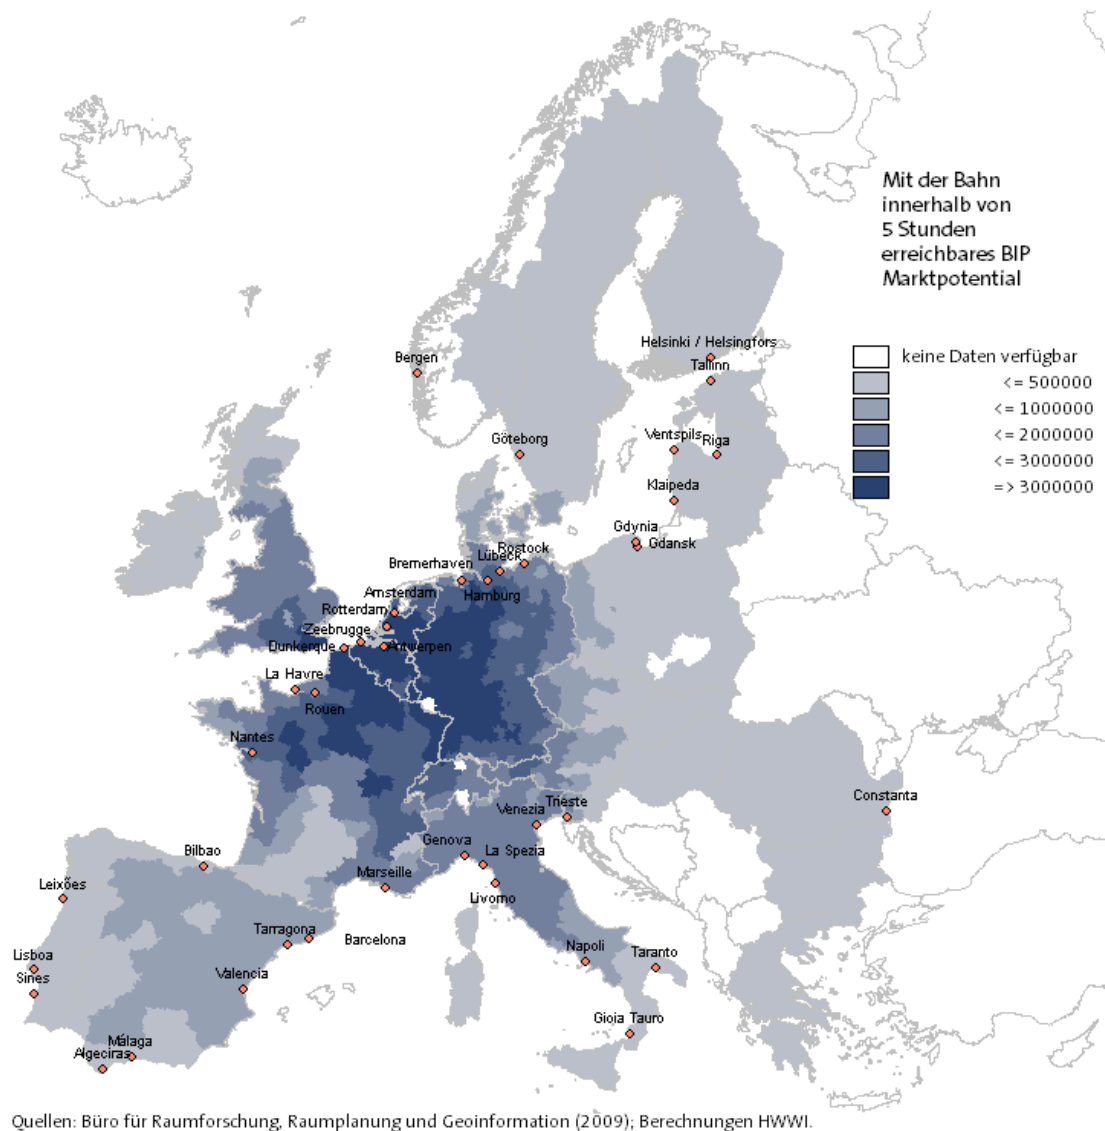 Mit der Bahn
innerhalb von
5 Stunden
erreichbares BIP
Marktpotential
keine Daten verfügbar
<= 500000
<= 1000000
<= 2000000
<= 3000000
=> 3000000
Helsinki / Helsingfors
Tallinn
Bergen
Göteborg
Ventspils
Riga
Klaipeda
Gdynia
Gdansk
Rostock
Lübeck
Bremerhaven
Hamburg
Amsterdam
Rotterdam
Zeebrugge
Dunkerque
Antwerpen
La Havre
Rouen
Nantes
Constanta
Trieste
Venezia
Genova
La Spezia
Livorno
Marseille
Bilbao
Leixões
Tarragona
Barcelona
Lisboa
Sines
Valencia
Napoli
Taranto
Gioia Tauro
Málaga
Algeciras
Quellen: Büro für Raumforschung, Raumplanung und Geoinformation (2009); Berechnungen HWWI.